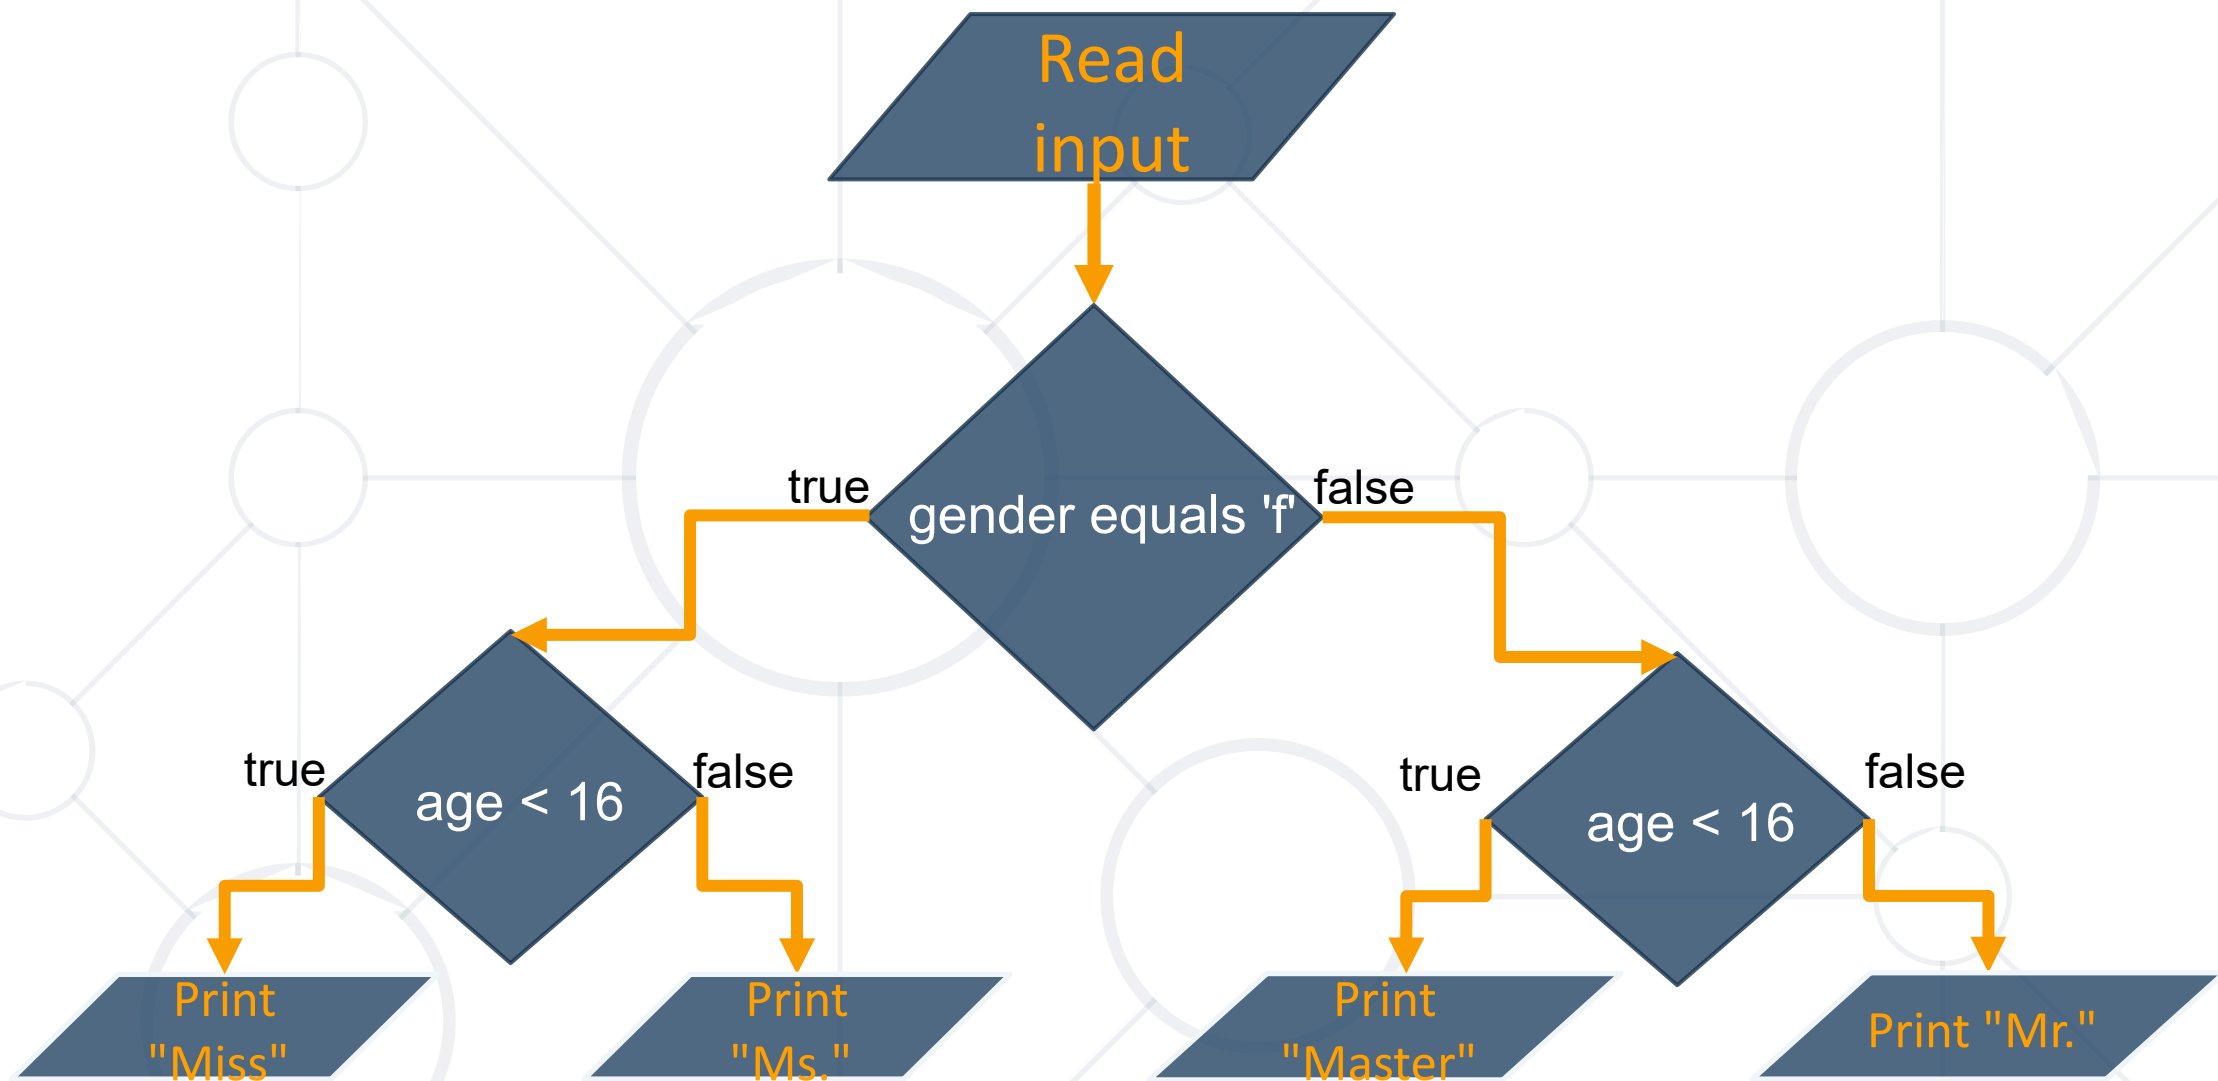 Read
input
true
gender equals 'f'
false
true
age < 16
false
true
age < 16
false
Print
"Miss"
Print
"Ms."
Print
"Master"
Print "Mr."